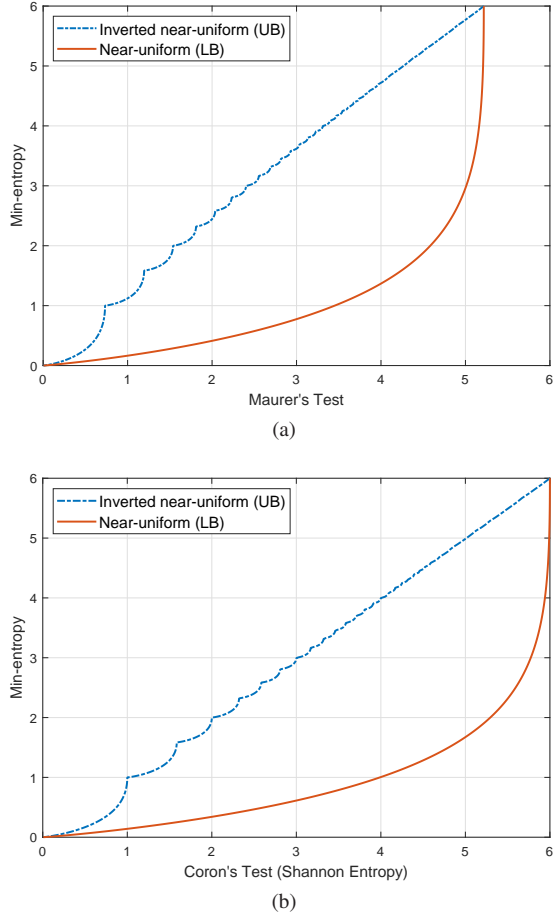 6
5
4
3
2
1
0
Min-entropy
Inverted near-uniform (UB)
Near-uniform (LB)
0 1 2 3 4 5 6
Maurer's Test
(a)
6
5
4
3
2
1
0
Min-entropy
Inverted near-uniform (UB)
Near-uniform (LB)
0 1 2 3 4 5 6
Coron's Test (Shannon Entropy)
(b)